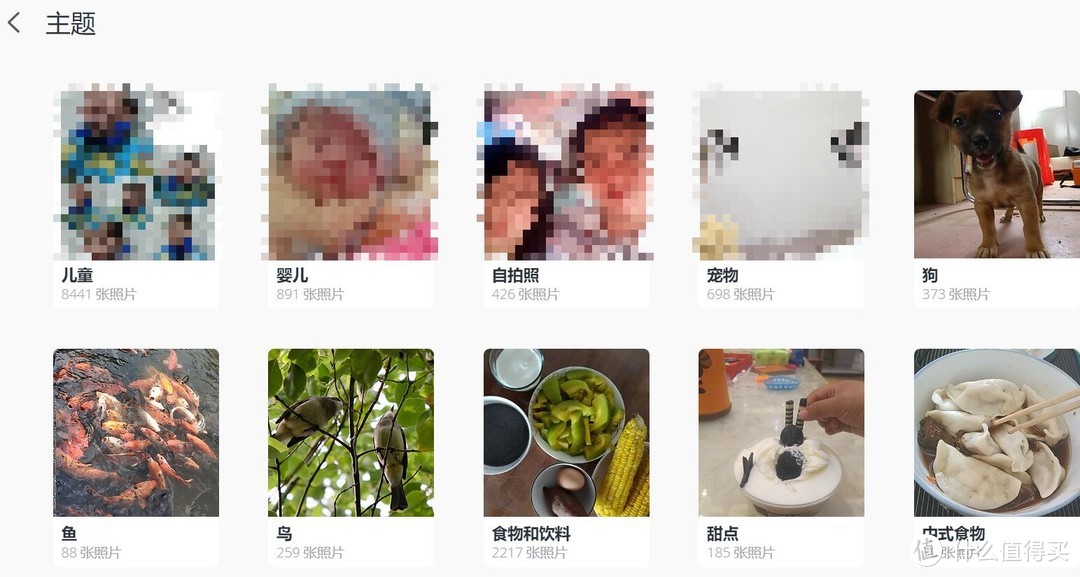 主题
儿童
8441 张照片
婴儿
891 张照片
自拍照
426 张照片
宠物
698 张照片
狗
373 张照片
鱼
88 张照片
鸟
259 张照片
食物和饮料
2217 张照片
甜点
185 张照片
中式食物
张照片
值 什么值得买